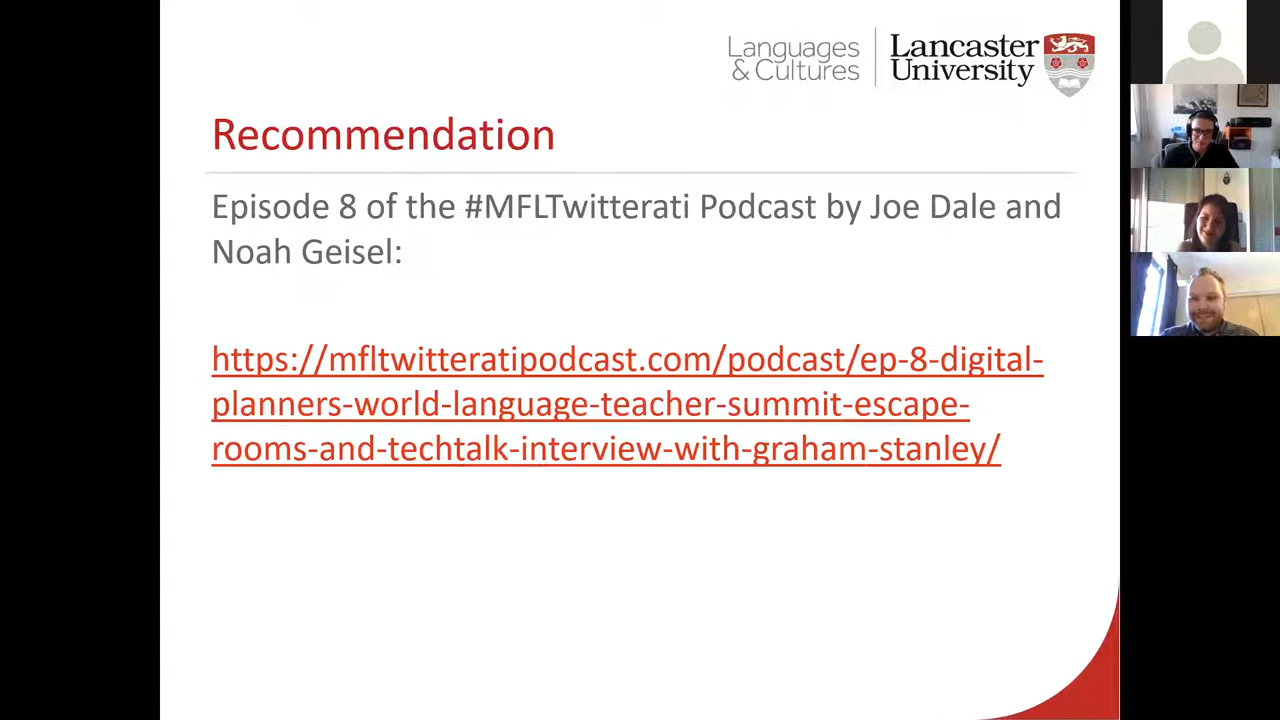 Languages
& Cultures
Lancaster
University
Recommendation
Episode 8 of the #MFLTwitterati Podcast by Joe Dale and
Noah Geisel:
https://mfltwitteratipodcast.com/podcast/ep-8-digital-
planners-world-language-teacher-summit-escape-
rooms-and-techtalk-interview-with-graham-stanley/